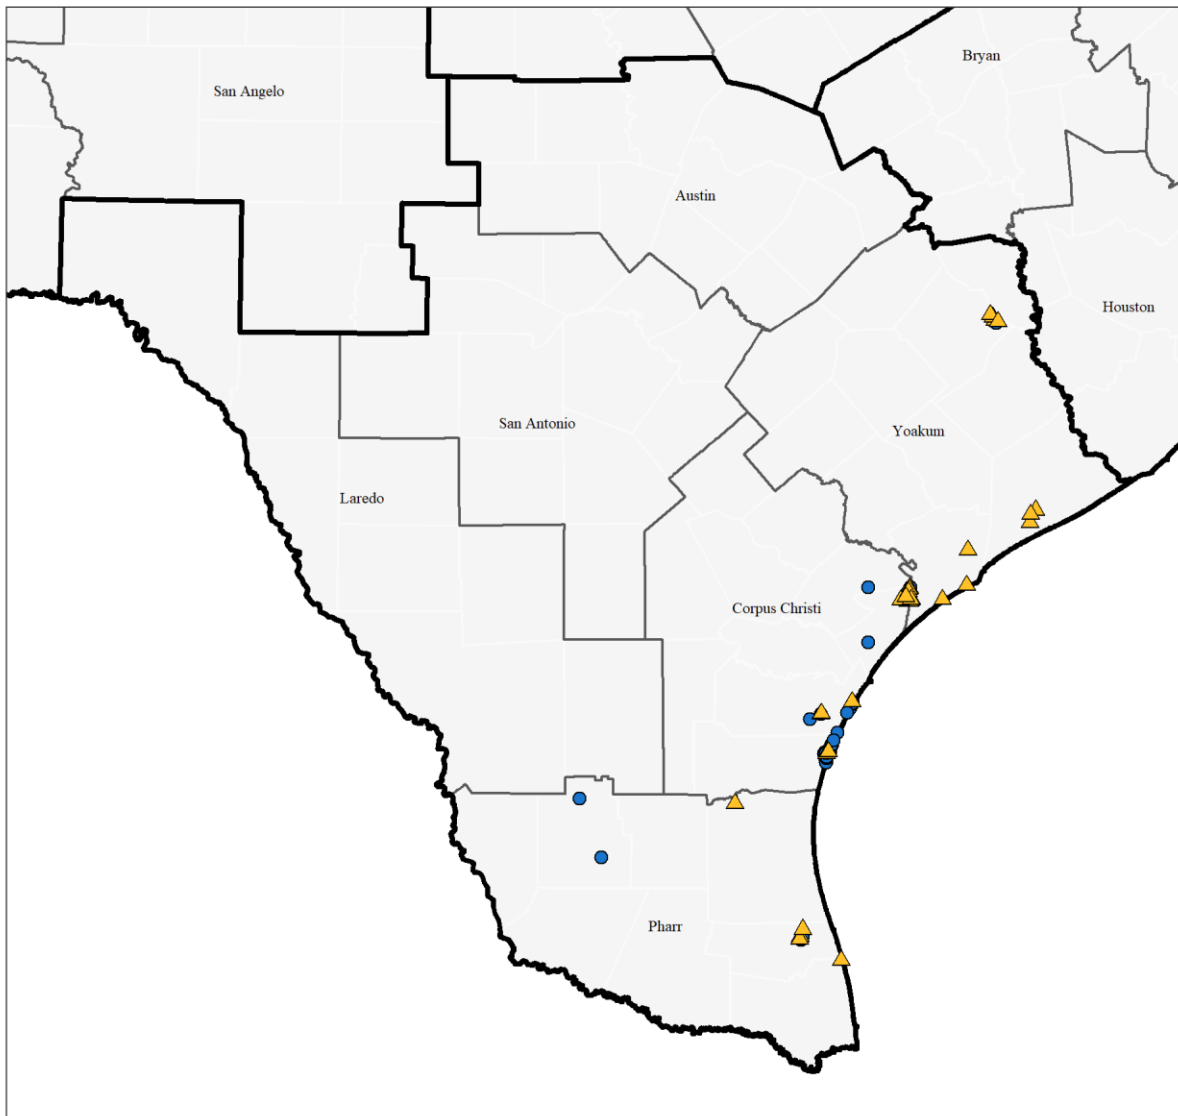 Bryan
San Angelo
Austin
Houston
San Antonio
Yoakum
Laredo
Corpus Christi
Pharr